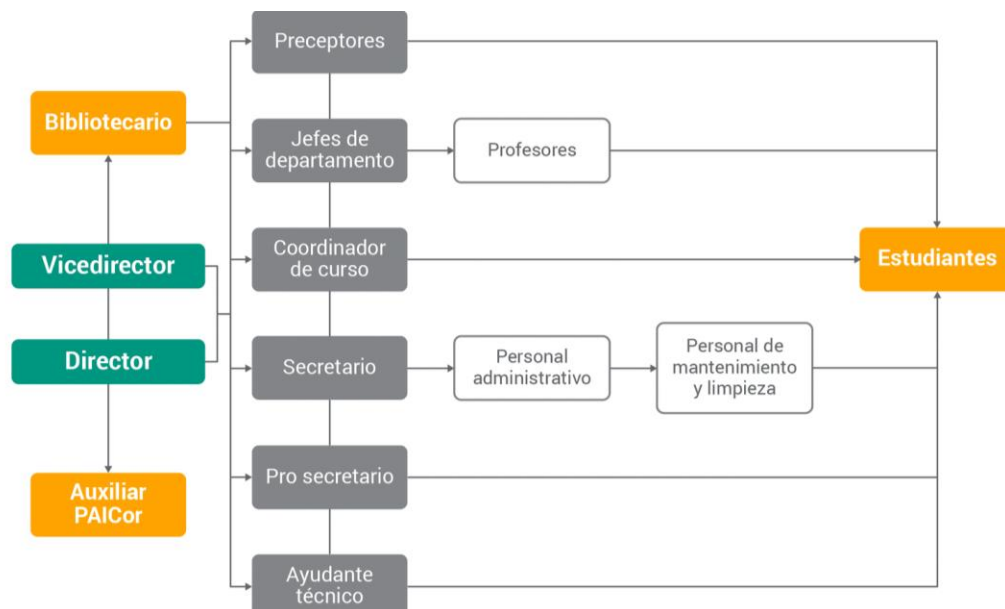 Preceptores
Bibliotecario
Jefes de
departamento
Profesores
Vicedirector
Coordinador
de curso
Estudiantes
Director
Secretario
Personal
administrativo
Personal de
mantenimiento
y limpieza
Auxiliar
PAICor
Pro secretario
Ayudante
técnico